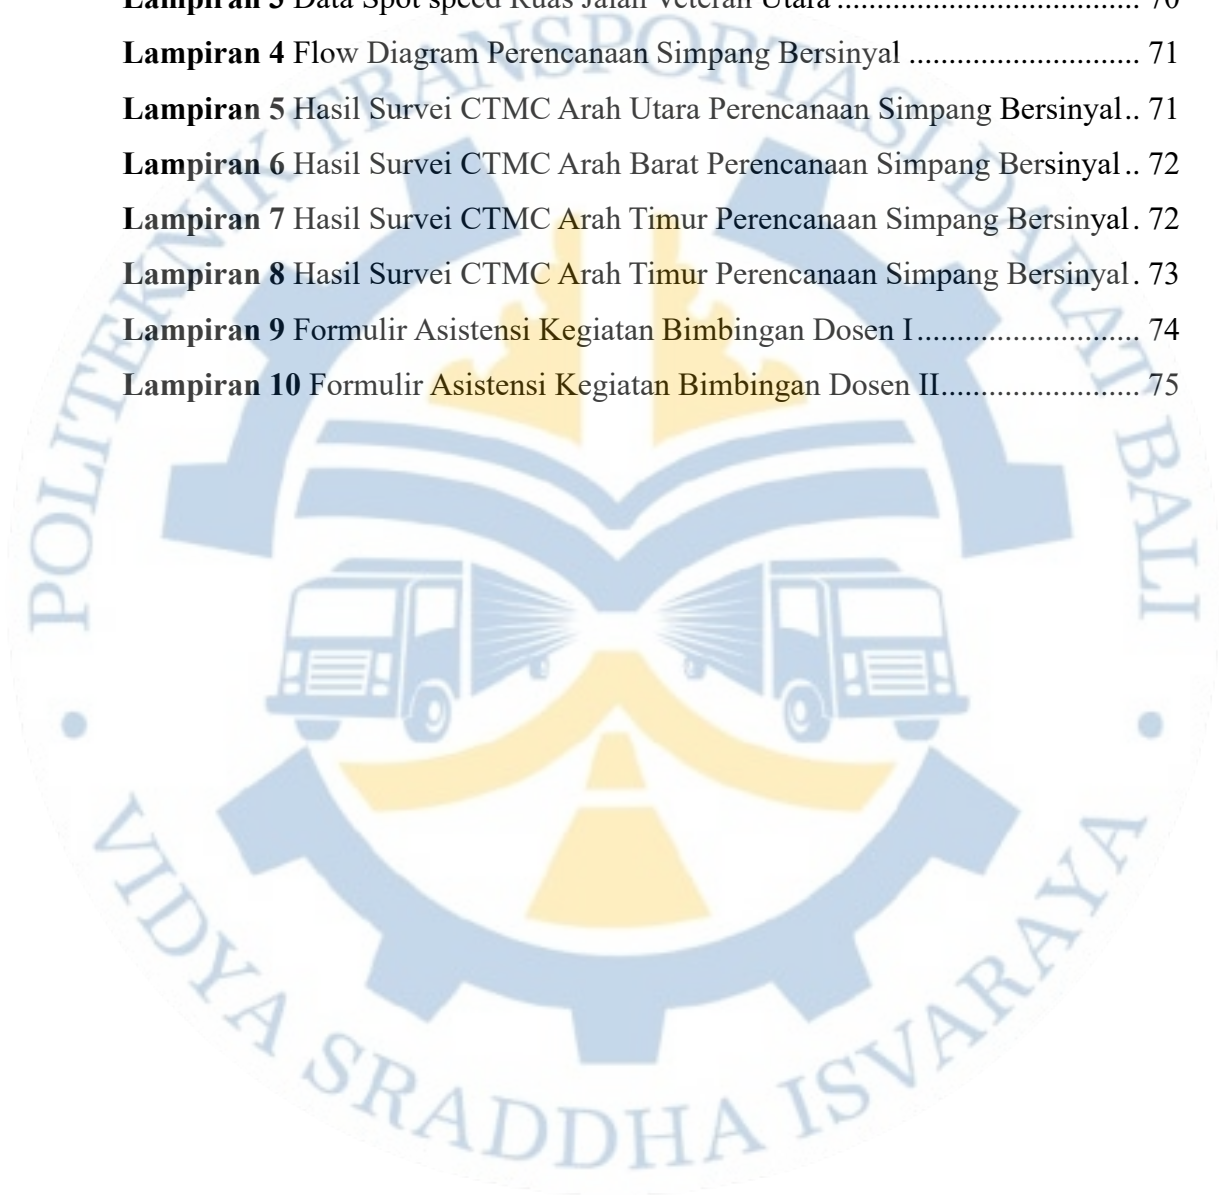 Lampiran 3 Data Spot speed Ruas Jalan Veteran Utara ...................................... 70
Lampiran 4 Flow Diagram Perencanaan Simpang Bersinyal ............................. 71
Lampiran 5 Hasil Survei CTMC Arah Utara Perencanaan Simpang Bersinyal.. 71
Lampiran 6 Hasil Survei CTMC Arah Barat Perencanaan Simpang Bersinyal.. 72
Lampiran 7 Hasil Survei CTMC Arah Timur Perencanaan Simpang Bersinyal. 72
Lampiran 8 Hasil Survei CTMC Arah Timur Perencanaan Simpang Bersinyal. 73
Lampiran 9 Formulir Asistensi Kegiatan Bimbingan Dosen I............................ 74
Lampiran 10 Formulir Asistensi Kegiatan Bimbingan Dosen II......................... 75
POLITEKNIK TRANSPORTASI DARAT BALI
VIDYA SRADDHA ISVARAYA